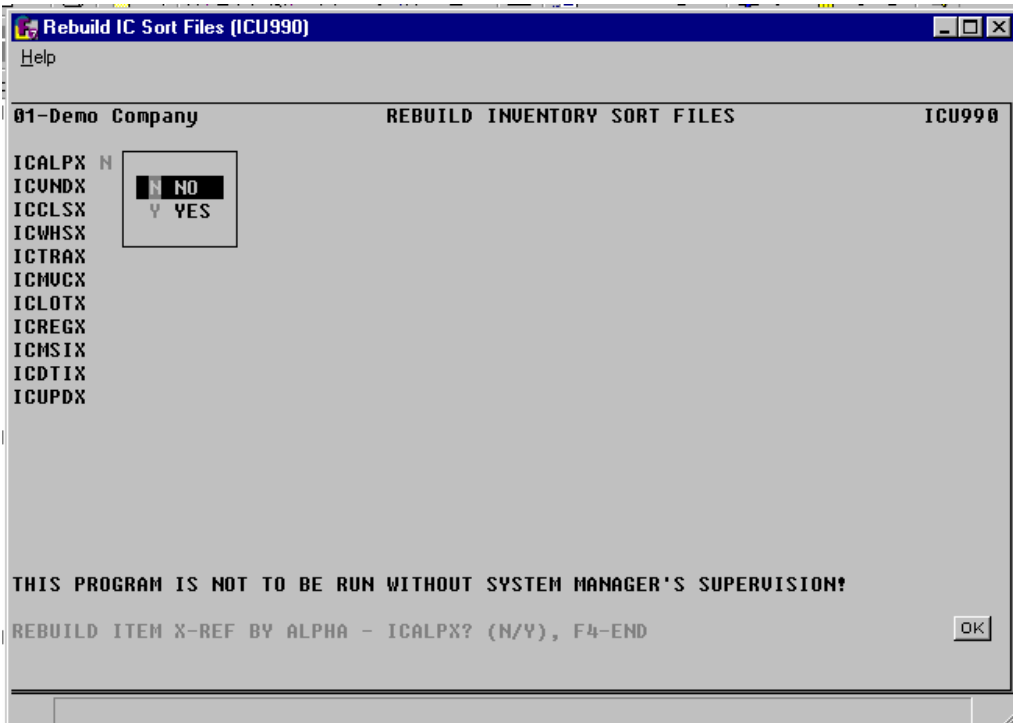 Rebuild IC Sort Files (ICU990)
Help
01-Demo Company REBUILD INVENTORY SORT FILES ICU990
ICALPX N
ICVNDX N NO
ICCLSX Y YES
ICWHSX
ICTRAX
ICMVCX
ICLOTX
ICREGX
ICMSIX
ICDTIX
ICUPDX
THIS PROGRAM IS NOT TO BE RUN WITHOUT SYSTEM MANAGER'S SUPERVISION!
REBUILD ITEM X-REF BY ALPHA - ICALPX? (N/Y), F4-END OK